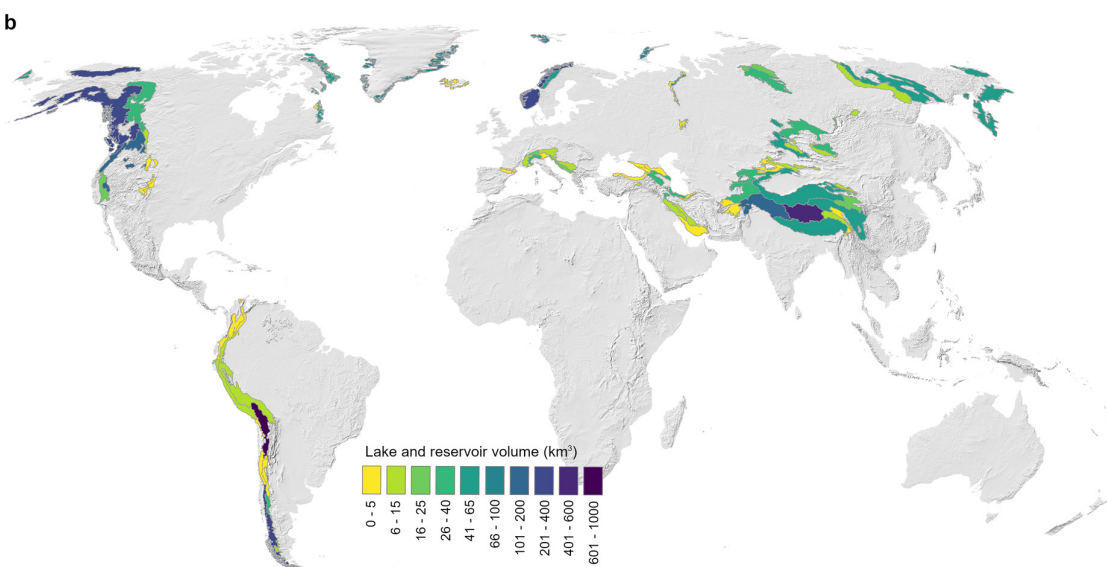 b
Lake and reservoir volume (km³)
0 - 5
6 - 15
16 - 25
26 - 40
41 - 65
66 - 100
101 - 200
201 - 400
401 - 600
601 - 1000